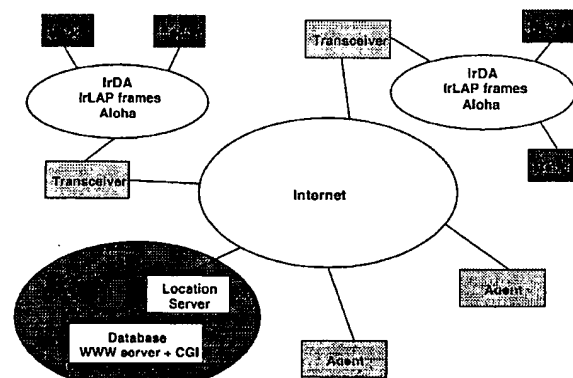 Transceiver
IrDA
IrLAP frames
Aloha
IrDA
IrLAP frames
Aloha
Transceiver
Internet
Location
Server
Agent
Database
WWW server + CGI
Agent